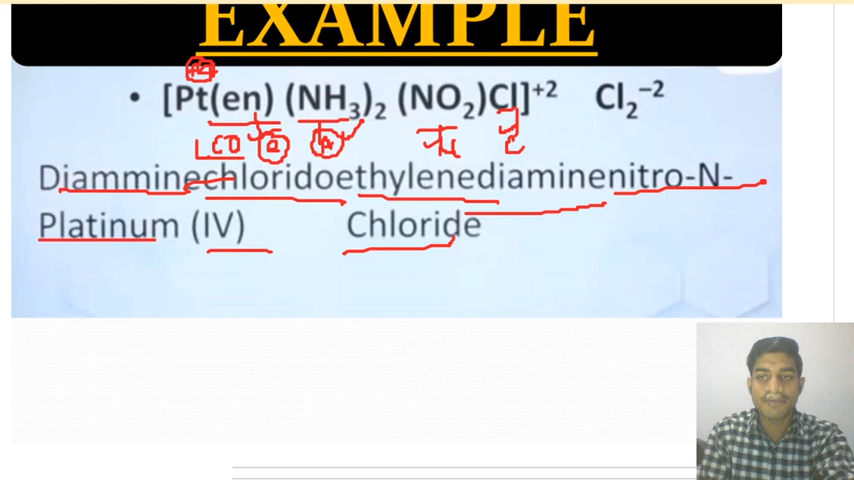 EXAMPLE
• [Pt(en) (NH₃)₂ (NO₂)Cl]⁺² Cl₂⁻²
Diamminechloridoethylenediaminenitro-N-
Platinum (IV) Chloride